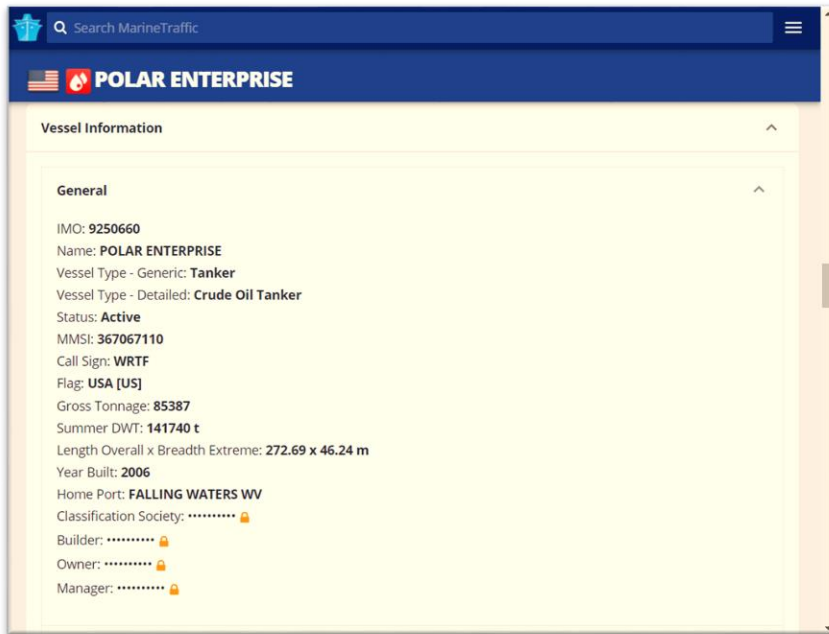 Search MarineTraffic
POLAR ENTERPRISE
Vessel Information
General
IMO: 9250660
Name: POLAR ENTERPRISE
Vessel Type - Generic: Tanker
Vessel Type - Detailed: Crude Oil Tanker
Status: Active
MMSI: 367067110
Call Sign: WRTF
Flag: USA [US]
Gross Tonnage: 85387
Summer DWT: 141740 t
Length Overall x Breadth Extreme: 272.69 x 46.24 m
Year Built: 2006
Home Port: FALLING WATERS WV
Classification Society: ••••••••••
Builder: ••••••••••
Owner: ••••••••••
Manager: ••••••••••